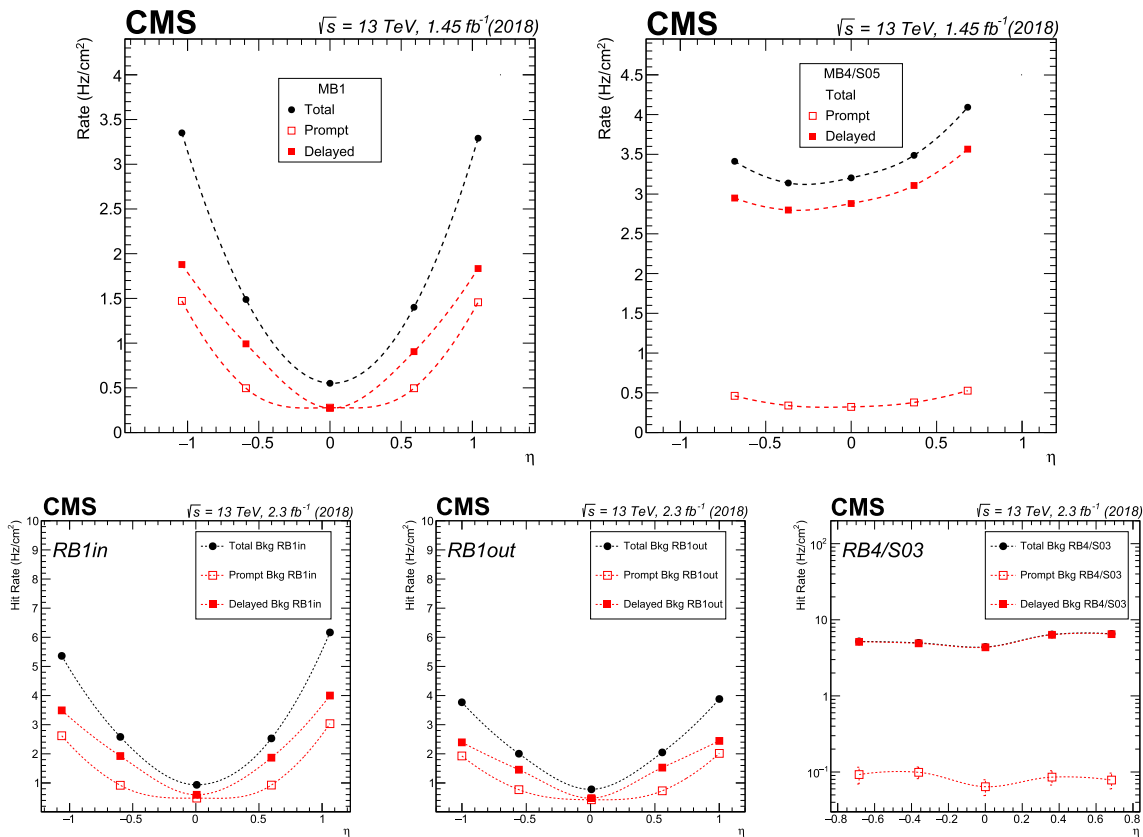 CMS
√s = 13 TeV, 1.45 fb⁻¹(2018)
Rate (Hz/cm²)
4
3.5
3
2.5
2
1.5
1
0.5
0
MB1
Total
Prompt
Delayed
−1 −0.5 0 0.5 1
η
CMS
√s = 13 TeV, 1.45 fb⁻¹(2018)
Rate (Hz/cm²)
4.5
4
3.5
3
2.5
2
1.5
1
0.5
0
MB4/S05
Total
Prompt
Delayed
−1 −0.5 0 0.5 1
η
CMS
√s = 13 TeV, 2.3 fb⁻¹ (2018)
Hit Rate (Hz/cm²)
10
9
8
7
6
5
4
3
2
1
RB1in
Total Bkg RB1in
Prompt Bkg RB1in
Delayed Bkg RB1in
−1 −0.5 0 0.5 1
η
CMS
√s = 13 TeV, 2.3 fb⁻¹ (2018)
Hit Rate (Hz/cm²)
10
9
8
7
6
5
4
3
2
1
RB1out
Total Bkg RB1out
Prompt Bkg RB1out
Delayed Bkg RB1out
−1 −0.5 0 0.5 1
η
CMS
√s = 13 TeV, 2.3 fb⁻¹ (2018)
Hit Rate (Hz/cm²)
10²
10
1
10⁻¹
RB4/S03
Total Bkg RB4/S03
Prompt Bkg RB4/S03
Delayed Bkg RB4/S03
−0.8 −0.6 −0.4 −0.2 0 0.2 0.4 0.6 0.8
η